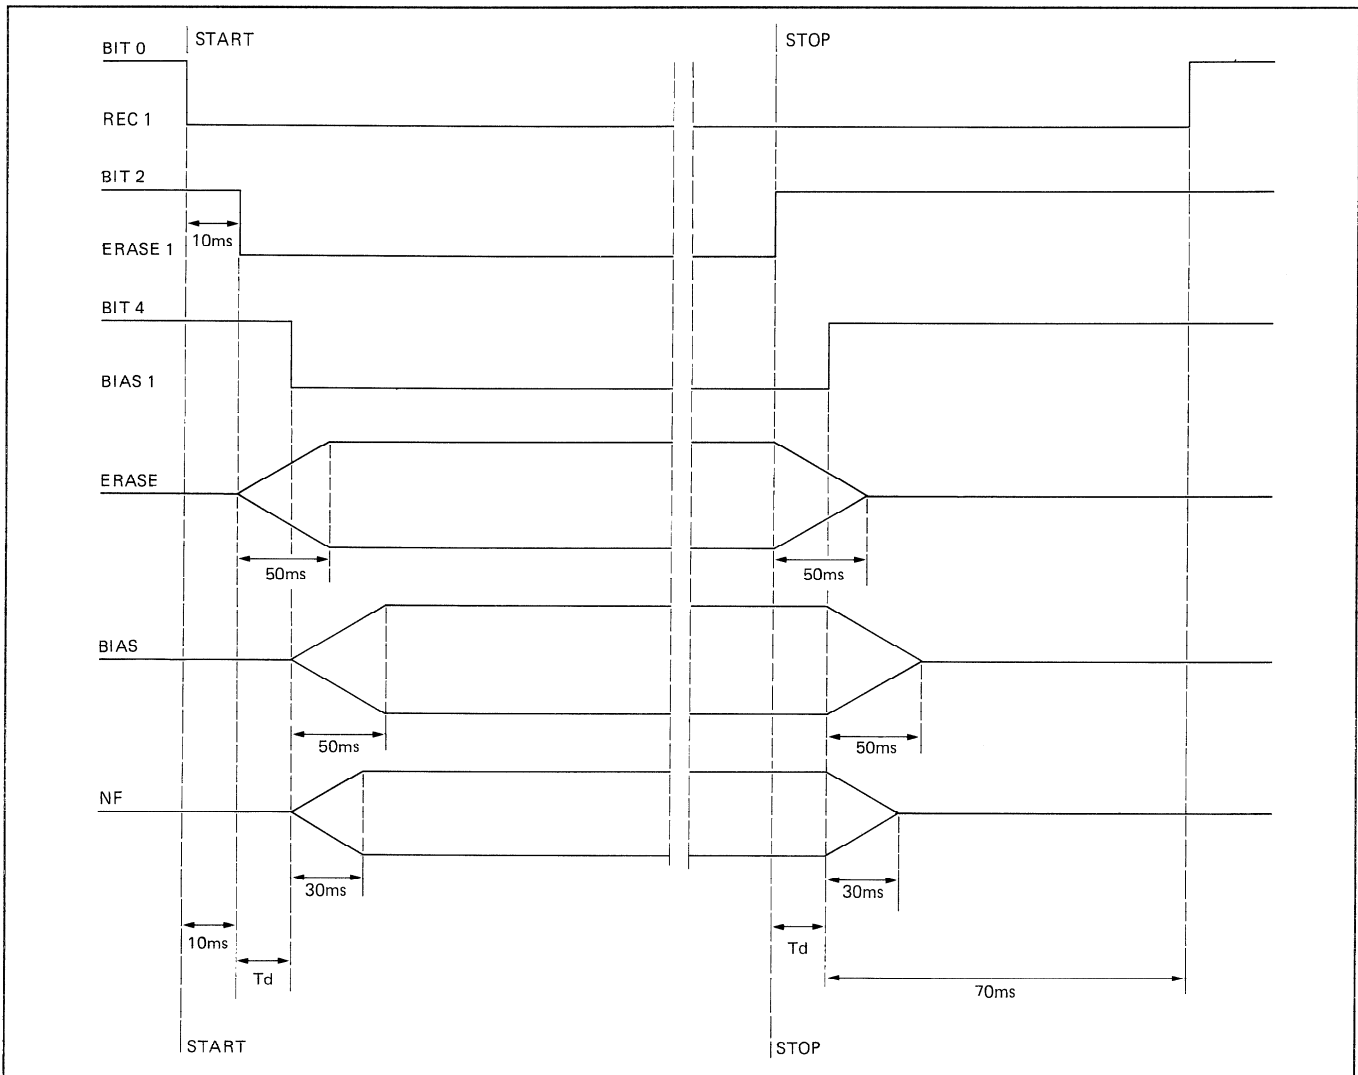 START
STOP
BIT 0
REC 1
BIT 2
10ms
ERASE 1
BIT 4
BIAS 1
ERASE
50ms
50ms
BIAS
50ms
50ms
NF
30ms
30ms
10ms
Td
Td
70ms
START
STOP